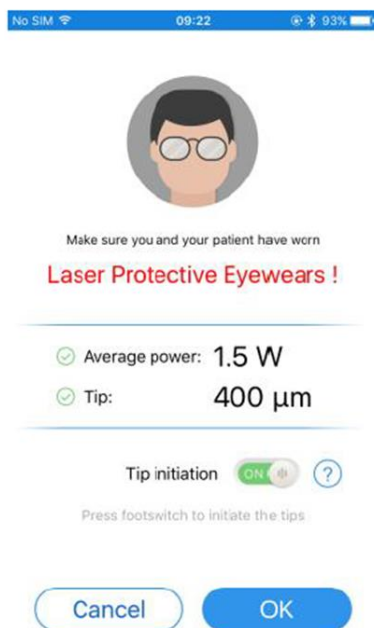 No SIM 09:22 93%
Make sure you and your patient have worn
Laser Protective Eyewears !
Average power: 1.5 W
Tip: 400 μm
Tip initiation ON ?
Press footswitch to initiate the tips
Cancel OK